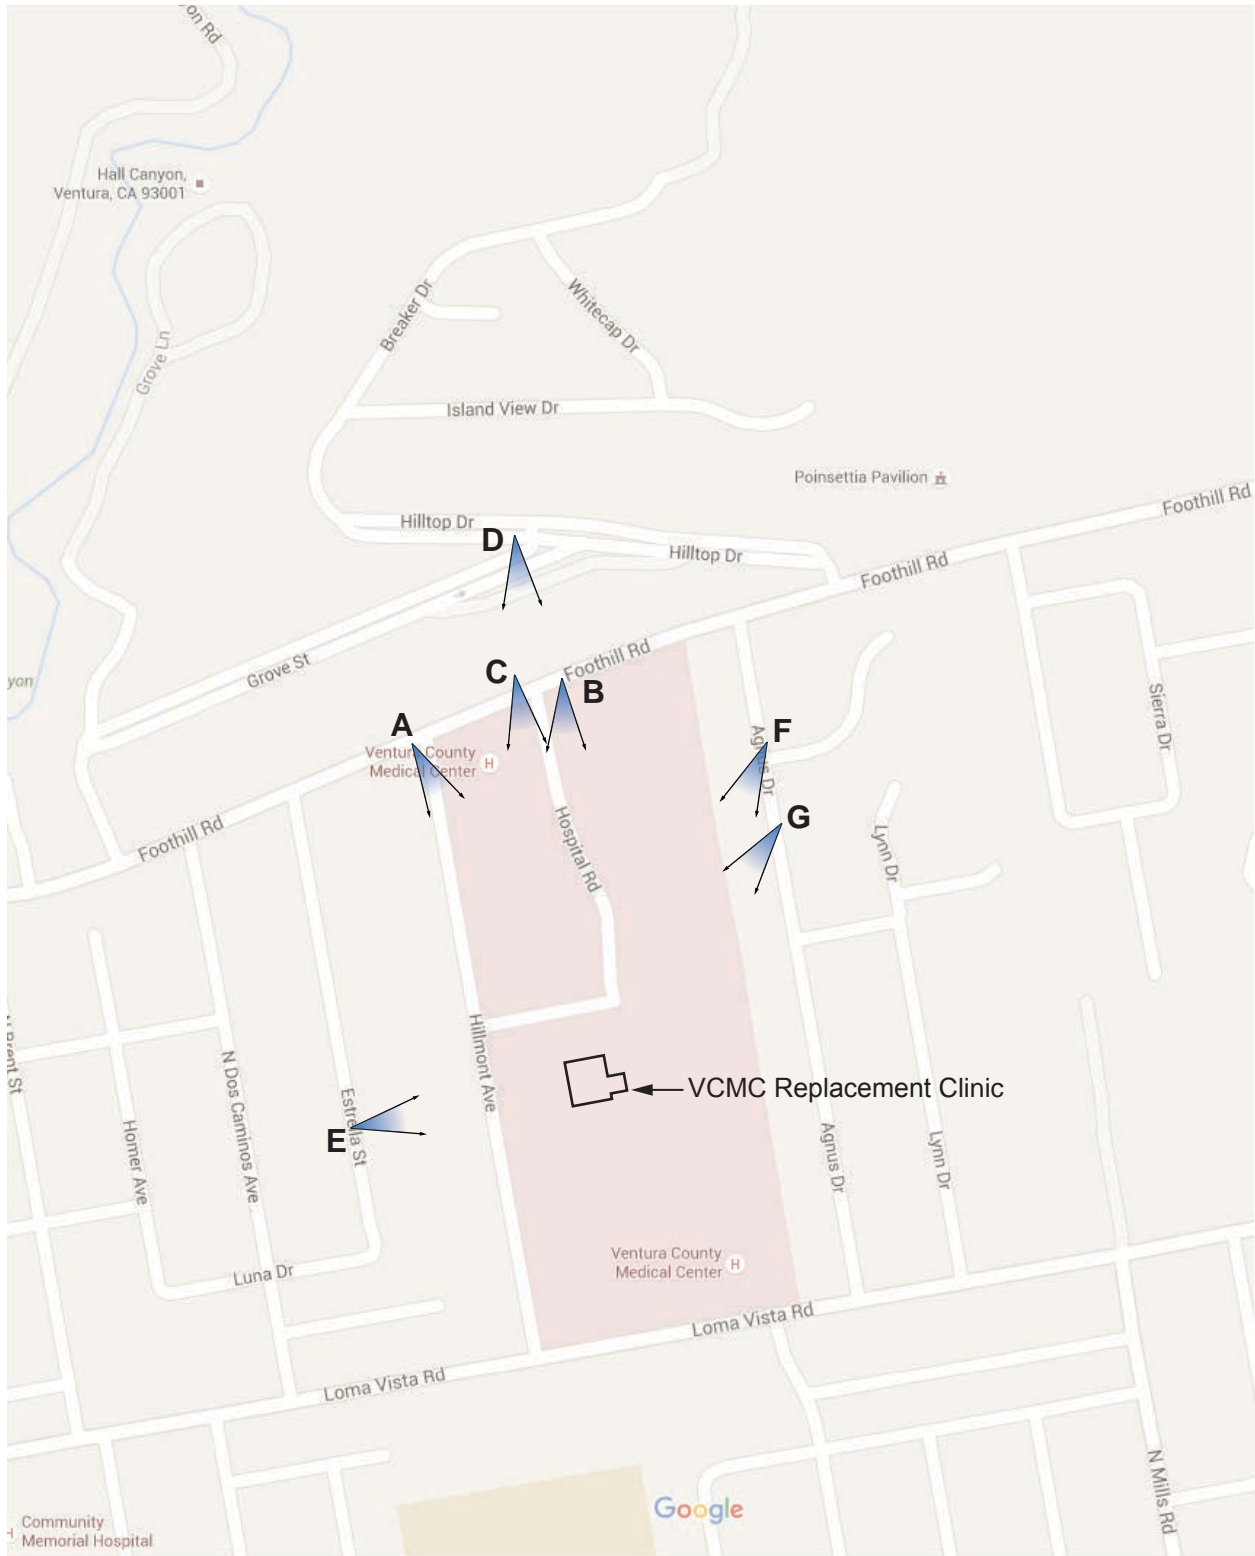 on Rd
Hall Canyon,
Ventura, CA 93001
Breaker Dr
Whitecap Dr
Grove Ln
Island View Dr
Poinsettia Pavilion
Foothill Rd
Hilltop Dr
D
Hilltop Dr
Foothill Rd
Grove St
yon
Foothill Rd
C
B
Sierra Dr
A
F
Agnus Dr
Ventura County
Medical Center
H
G
Foothill Rd
Hospital Rd
Lynn Dr
Hillmont Ave
N Brent St
N Dos Caminos Ave
Estrella St
VCMC Replacement Clinic
E
Homer Ave
Agnus Dr
Lynn Dr
Ventura County
Medical Center
H
Luna Dr
Loma Vista Rd
Loma Vista Rd
N Mills Rd
Google
H
Community
Memorial Hospital